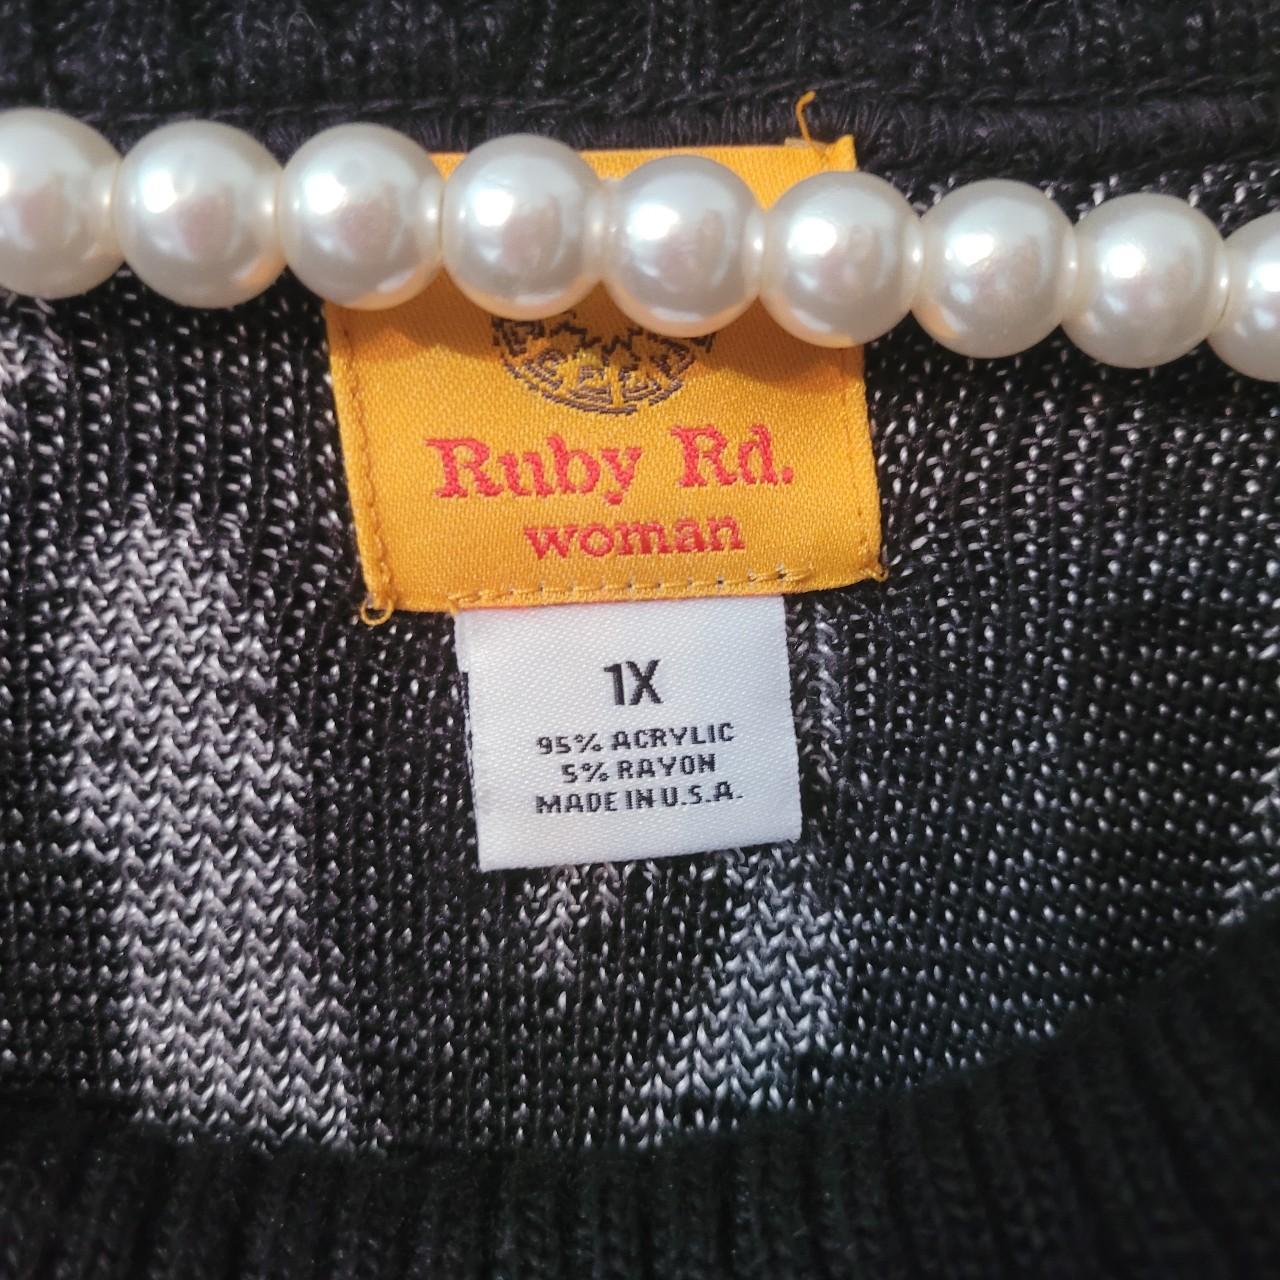 Ruby Rd.
woman
1X
95% ACRYLIC
5% RAYON
MADE IN U.S.A.